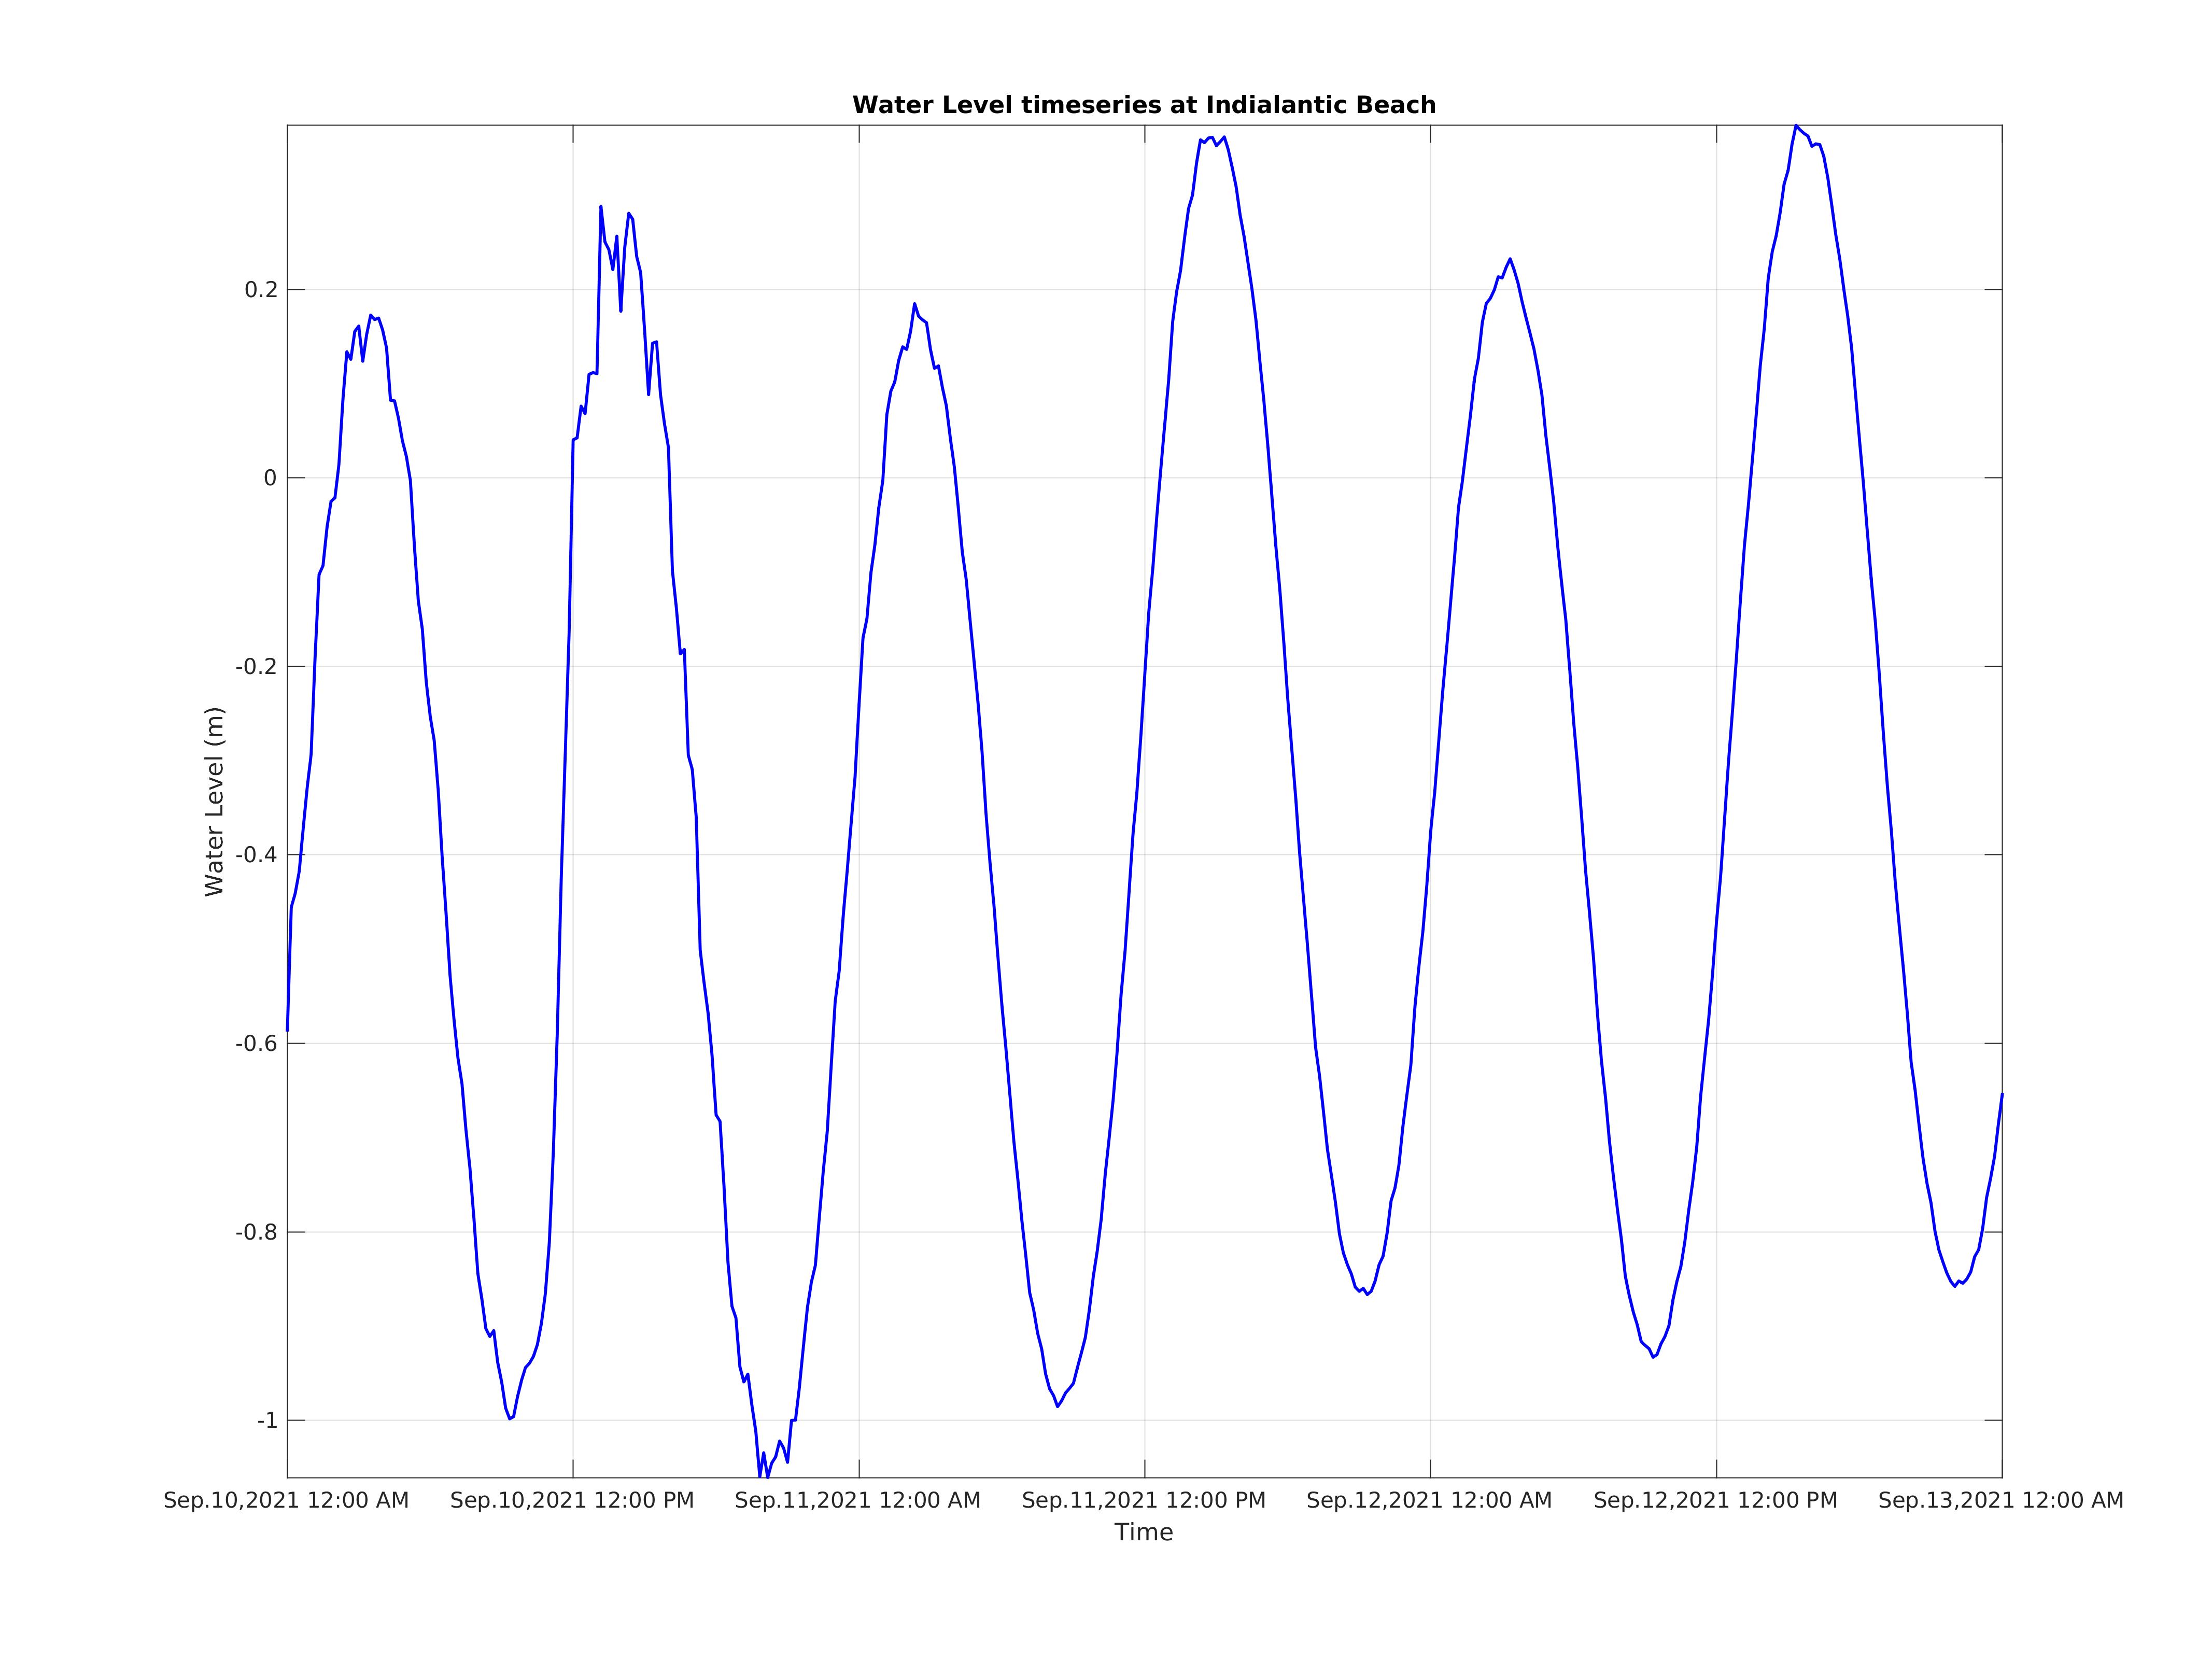 Water Level timeseries at Indialantic Beach
0.2
0
-0.2
-0.4
-0.6
-0.8
-1
Water Level (m)
Sep.10,2021 12:00 AM Sep.10,2021 12:00 PM Sep.11,2021 12:00 AM Sep.11,2021 12:00 PM Sep.12,2021 12:00 AM Sep.12,2021 12:00 PM Sep.13,2021 12:00 AM
Time